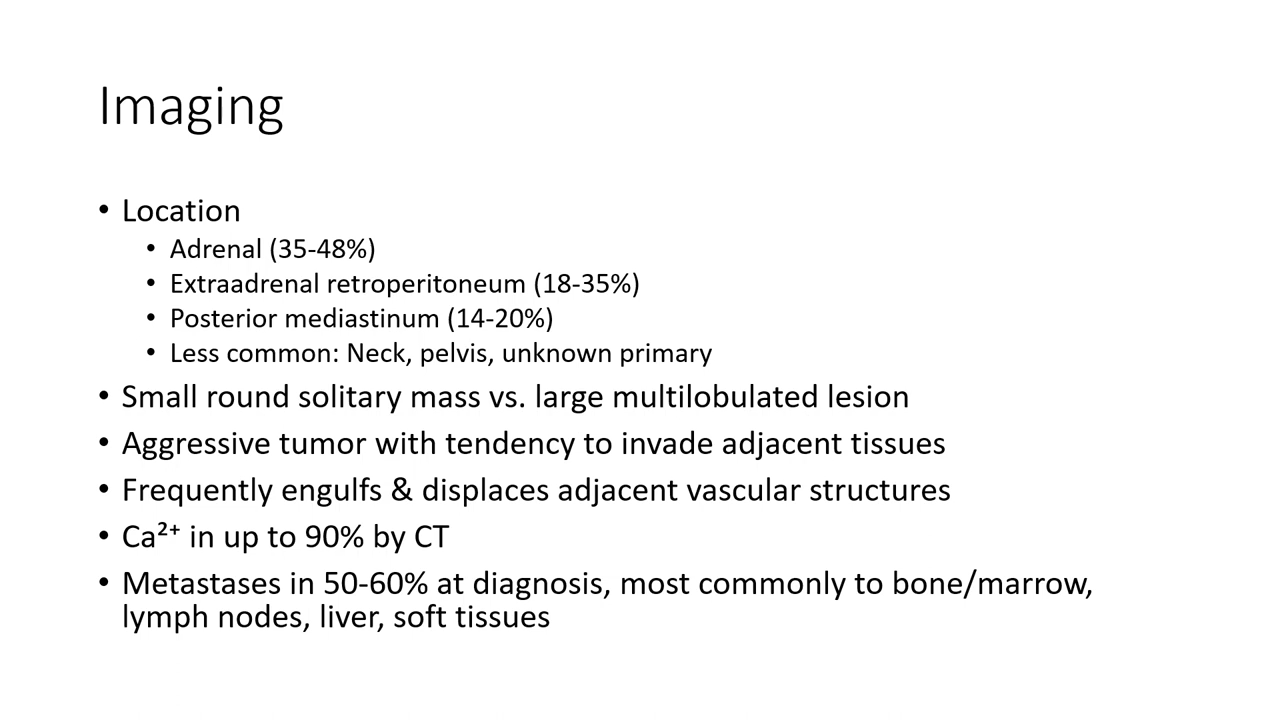 Imaging
• Location
• Adrenal (35-48%)
• Extraadrenal retroperitoneum (18-35%)
• Posterior mediastinum (14-20%)
• Less common: Neck, pelvis, unknown primary
• Small round solitary mass vs. large multilobulated lesion
• Aggressive tumor with tendency to invade adjacent tissues
• Frequently engulfs & displaces adjacent vascular structures
• Ca²⁺ in up to 90% by CT
• Metastases in 50-60% at diagnosis, most commonly to bone/marrow,
lymph nodes, liver, soft tissues